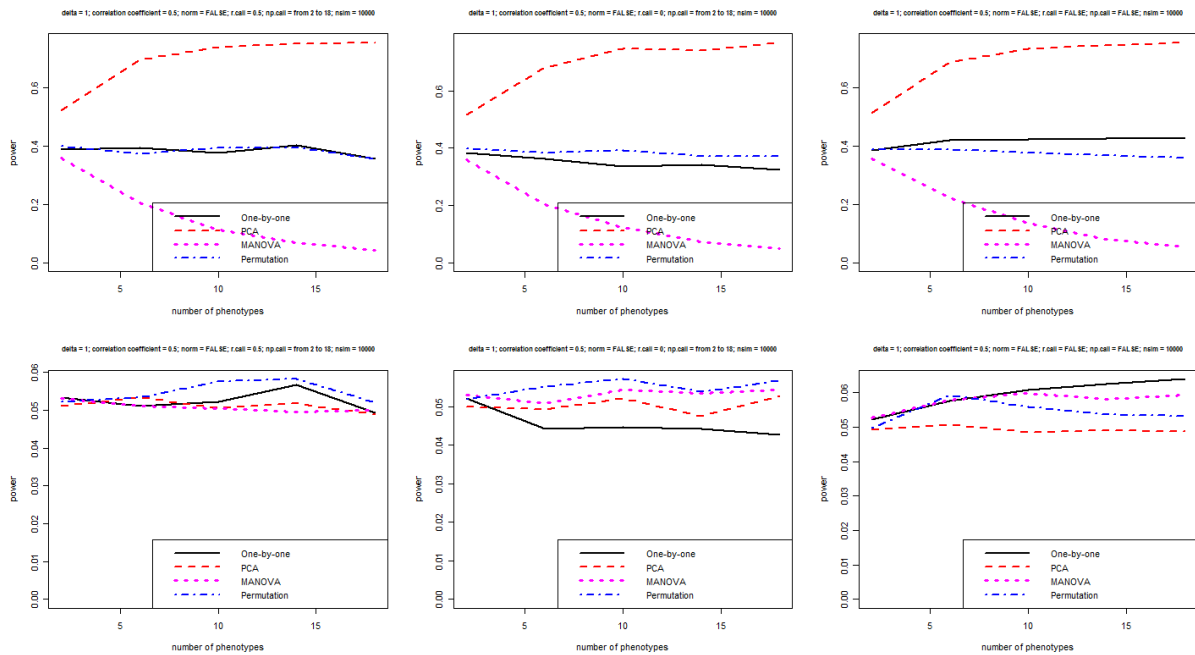 delta = 1; correlation coefficient = 0.5; norm = FALSE; r.call = 0.5; np.call = from 2 to 18; nsim = 10000
power
0.0
0.2
0.4
0.6
5
10
15
number of phenotypes
One-by-one
PCA
MANOVA
Permutation
delta = 1; correlation coefficient = 0.5; norm = FALSE; r.call = 0; np.call = from 2 to 18; nsim = 10000
power
0.0
0.2
0.4
0.6
5
10
15
number of phenotypes
One-by-one
PCA
MANOVA
Permutation
delta = 1; correlation coefficient = 0.5; norm = FALSE; r.call = FALSE; np.call = FALSE; nsim = 10000
power
0.0
0.2
0.4
0.6
5
10
15
number of phenotypes
One-by-one
PCA
MANOVA
Permutation
delta = 1; correlation coefficient = 0.5; norm = FALSE; r.call = 0.5; np.call = from 2 to 18; nsim = 10000
power
0.00
0.01
0.02
0.03
0.04
0.05
0.06
5
10
15
number of phenotypes
One-by-one
PCA
MANOVA
Permutation
delta = 1; correlation coefficient = 0.5; norm = FALSE; r.call = 0; np.call = from 2 to 18; nsim = 10000
power
0.00
0.01
0.02
0.03
0.04
0.05
5
10
15
number of phenotypes
One-by-one
PCA
MANOVA
Permutation
delta = 1; correlation coefficient = 0.5; norm = FALSE; r.call = FALSE; np.call = FALSE; nsim = 10000
power
0.00
0.01
0.02
0.03
0.04
0.05
0.06
5
10
15
number of phenotypes
One-by-one
PCA
MANOVA
Permutation